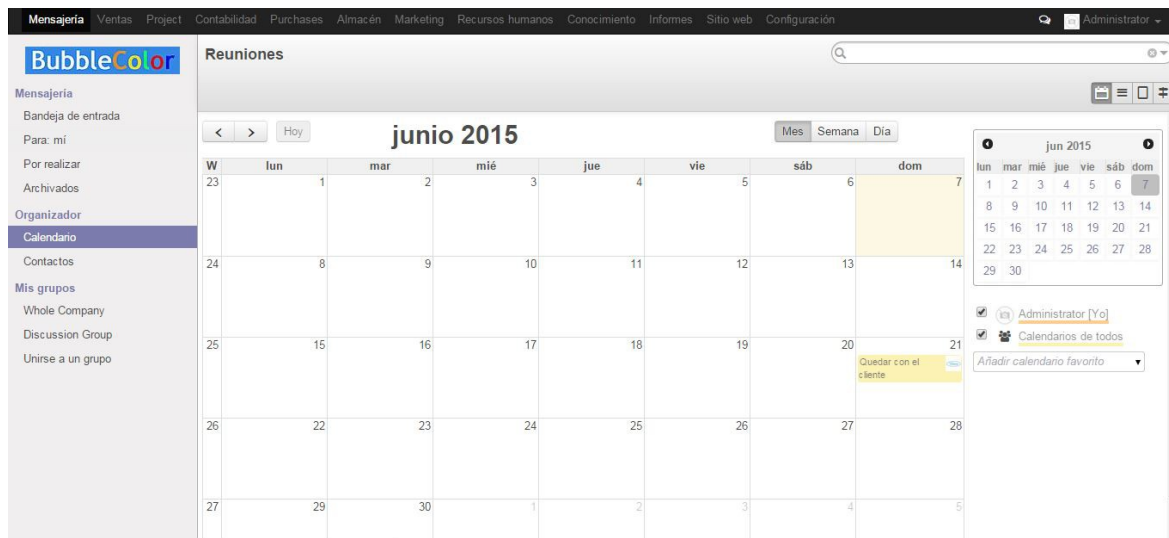 Mensajería Ventas Project Contabilidad Purchases Almacén Marketing Recursos humanos Conocimiento Informes Sitio web Configuración Administrator
BubbleColor
Mensajería
Bandeja de entrada
Para: mí
Por realizar
Archivados
Organizador
Calendario
Contactos
Mis grupos
Whole Company
Discussion Group
Unirse a un grupo
Reuniones
Hoy junio 2015 Mes Semana Día
W lun mar mié jue vie sáb dom
23 1 2 3 4 5 6 7
24 8 9 10 11 12 13 14
25 15 16 17 18 19 20 21
Quedar con el
cliente
26 22 23 24 25 26 27 28
27 29 30 1 2 3 4 5
jun 2015
lun mar mié jue vie sáb dom
1 2 3 4 5 6 7
8 9 10 11 12 13 14
15 16 17 18 19 20 21
22 23 24 25 26 27 28
29 30
Administrator [Yo]
Calendarios de todos
Añadir calendario favorito